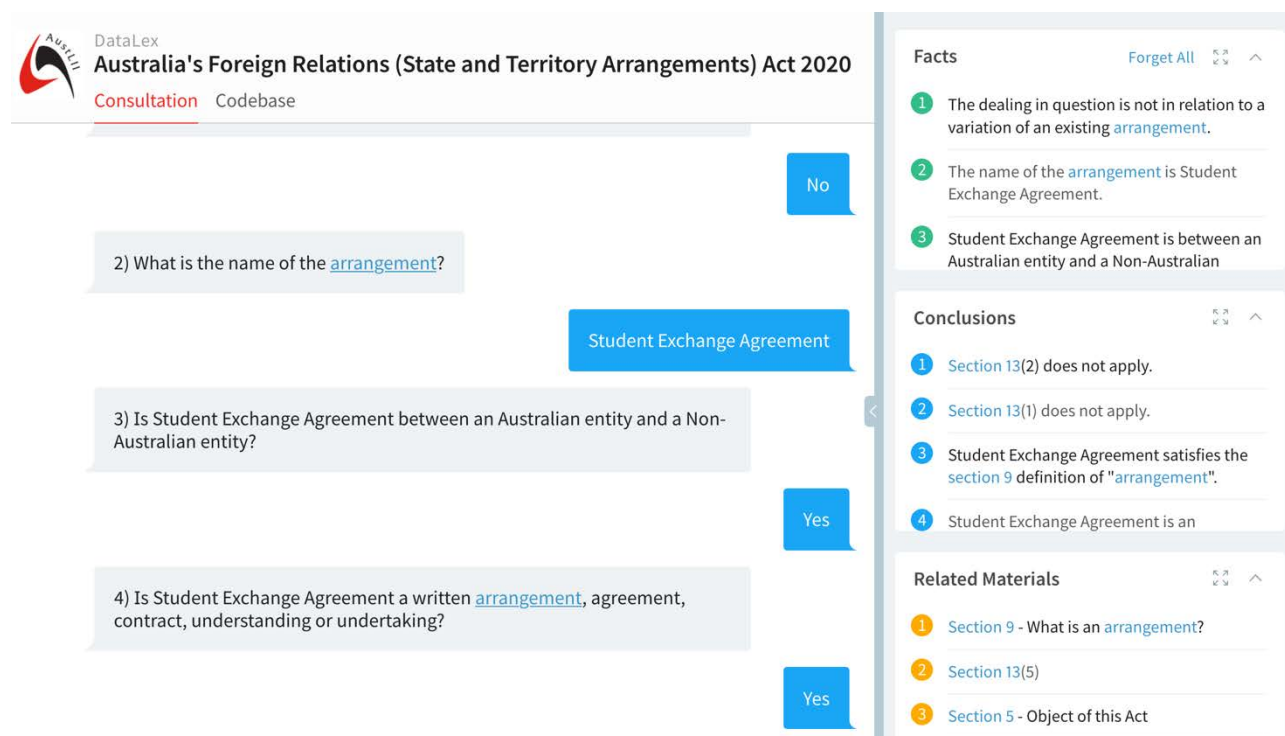 AustLII
DataLex
Australia's Foreign Relations (State and Territory Arrangements) Act 2020
Consultation Codebase
No
2) What is the name of the arrangement?
Student Exchange Agreement
3) Is Student Exchange Agreement between an Australian entity and a Non-
Australian entity?
Yes
4) Is Student Exchange Agreement a written arrangement, agreement,
contract, understanding or undertaking?
Yes
Facts
Forget All
1 The dealing in question is not in relation to a
variation of an existing arrangement.
2 The name of the arrangement is Student
Exchange Agreement.
3 Student Exchange Agreement is between an
Australian entity and a Non-Australian
Conclusions
1 Section 13(2) does not apply.
2 Section 13(1) does not apply.
3 Student Exchange Agreement satisfies the
section 9 definition of "arrangement".
4 Student Exchange Agreement is an
Related Materials
1 Section 9 - What is an arrangement?
2 Section 13(5)
3 Section 5 - Object of this Act